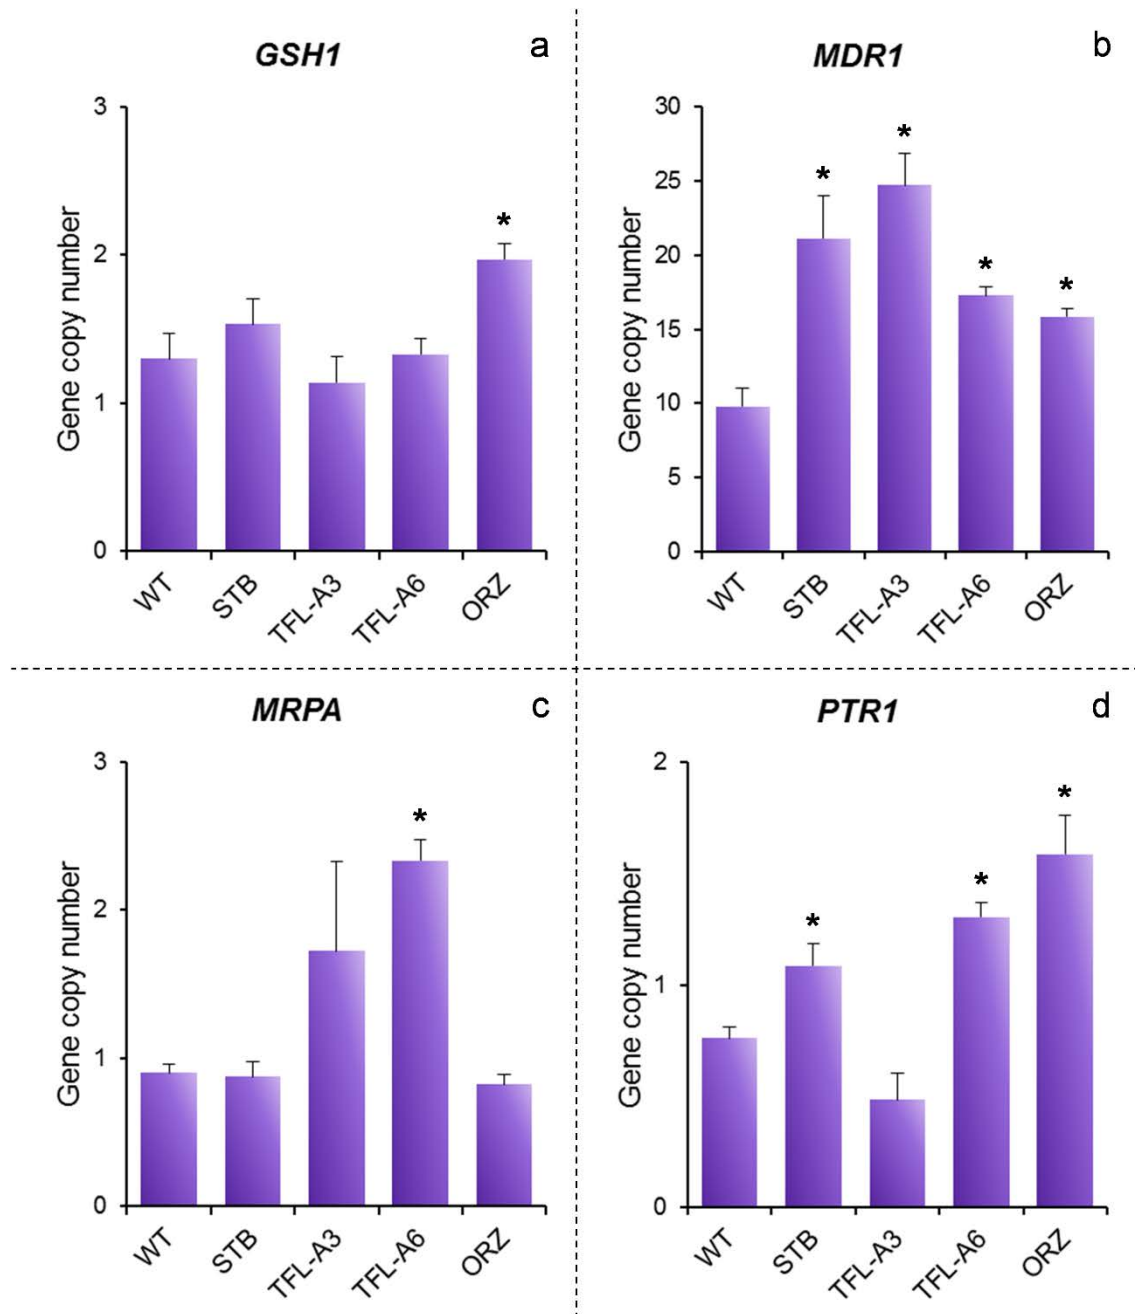 GSH1 a
Gene copy number
3
2
1
0
*
WT STB TFL-A3 TFL-A6 ORZ
MDR1 b
Gene copy number
30
25
20
15
10
5
0
* * * *
WT STB TFL-A3 TFL-A6 ORZ
MRPA c
Gene copy number
3
2
1
0
*
WT STB TFL-A3 TFL-A6 ORZ
PTR1 d
Gene copy number
2
1
0
* * *
WT STB TFL-A3 TFL-A6 ORZ